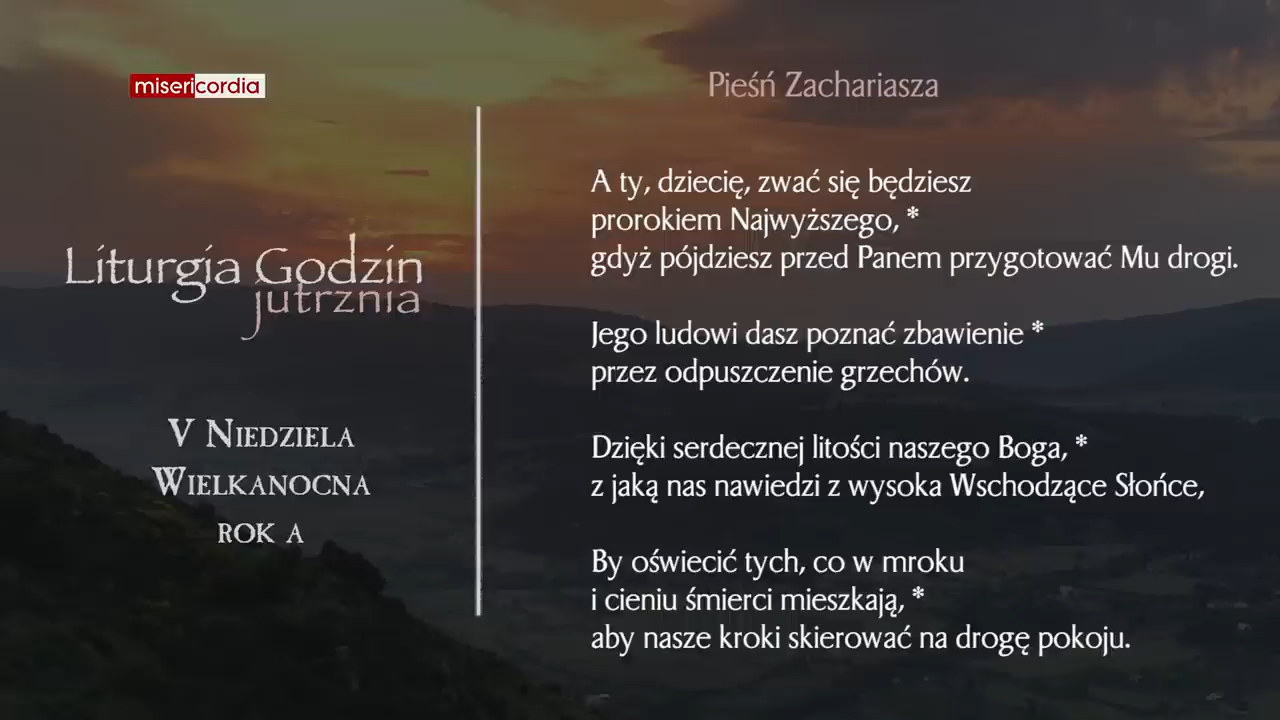 misericordia
Liturgia Godzin
jutrznia
V Niedziela
Wielkanocna
rok A
Pieśń Zachariasza
A ty, dziecię, zwać się będziesz
prorokiem Najwyższego, *
gdyż pójdziesz przed Panem przygotować Mu drogi.
Jego ludowi dasz poznać zbawienie *
przez odpuszczenie grzechów.
Dzięki serdecznej litości naszego Boga, *
z jaką nas nawiedzi z wysoka Wschodzące Słońce,
By oświecić tych, co w mroku
i cieniu śmierci mieszkają, *
aby nasze kroki skierować na drogę pokoju.